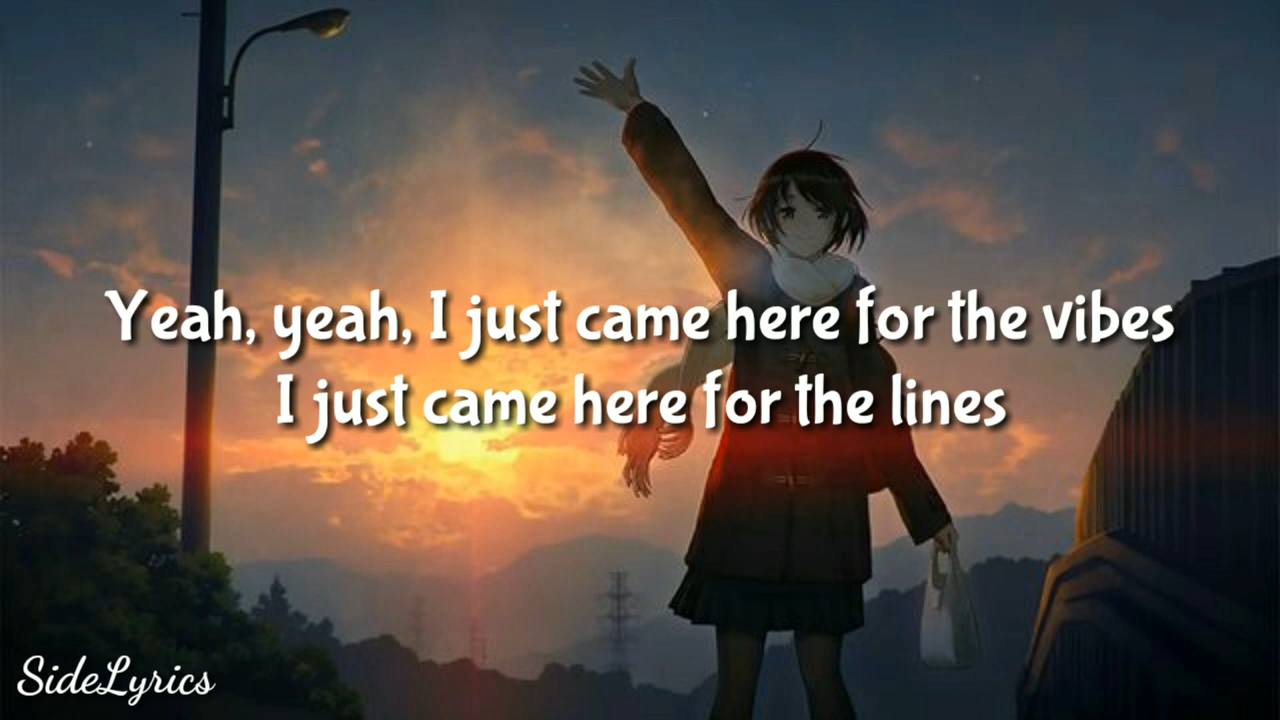 Yeah, yeah, I just came here for the vibes
I just came here for the lines
SideLyrics